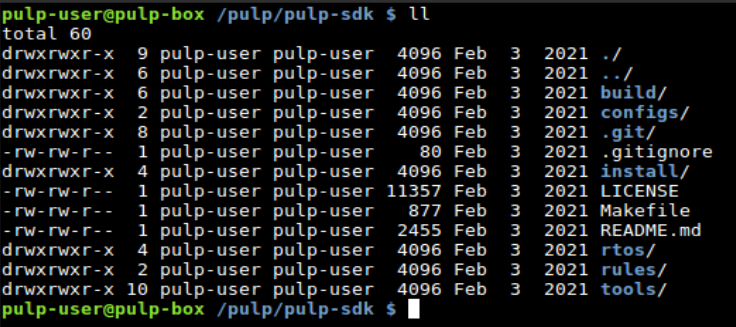 pulp-user@pulp-box /pulp/pulp-sdk $ ll
total 60
drwxrwxr-x  9 pulp-user pulp-user  4096 Feb  3  2021 ./
drwxrwxr-x  6 pulp-user pulp-user  4096 Feb  3  2021 ../
drwxrwxr-x  6 pulp-user pulp-user  4096 Feb  3  2021 build/
drwxrwxr-x  2 pulp-user pulp-user  4096 Feb  3  2021 configs/
drwxrwxr-x  8 pulp-user pulp-user  4096 Feb  3  2021 .git/
-rw-rw-r--  1 pulp-user pulp-user    80 Feb  3  2021 .gitignore
drwxrwxr-x  4 pulp-user pulp-user  4096 Feb  3  2021 install/
-rw-rw-r--  1 pulp-user pulp-user 11357 Feb  3  2021 LICENSE
-rw-rw-r--  1 pulp-user pulp-user   877 Feb  3  2021 Makefile
-rw-rw-r--  1 pulp-user pulp-user  2455 Feb  3  2021 README.md
drwxrwxr-x  4 pulp-user pulp-user  4096 Feb  3  2021 rtos/
drwxrwxr-x  2 pulp-user pulp-user  4096 Feb  3  2021 rules/
drwxrwxr-x 10 pulp-user pulp-user  4096 Feb  3  2021 tools/
pulp-user@pulp-box /pulp/pulp-sdk $